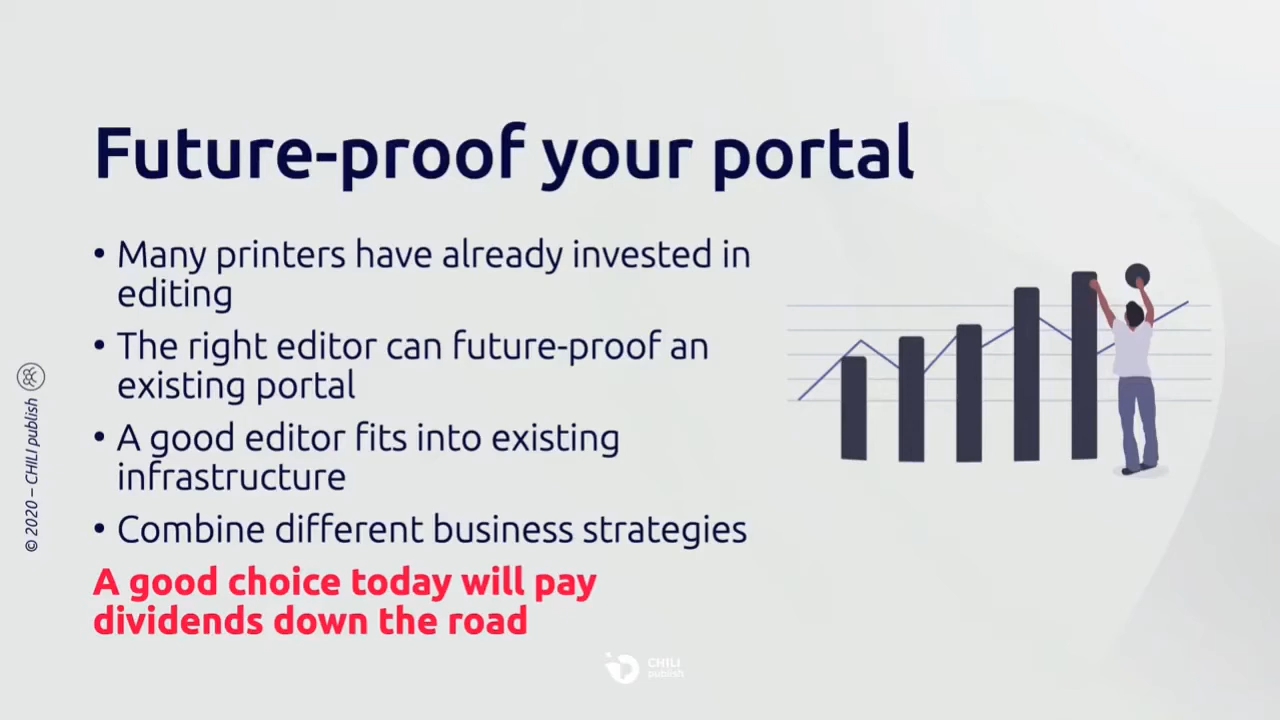 Future-proof your portal
• Many printers have already invested in
editing
• The right editor can future-proof an
existing portal
• A good editor fits into existing
infrastructure
• Combine different business strategies
A good choice today will pay
dividends down the road
© 2020 – CHILI publish
CHILI
publish